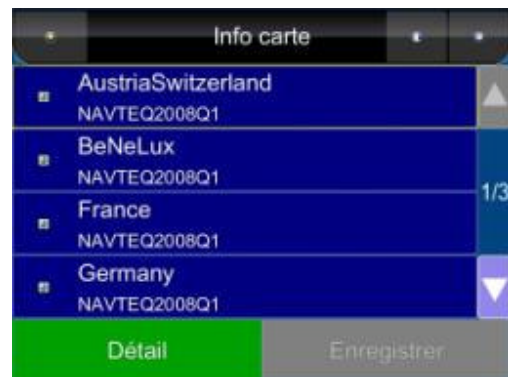 Info carte
AustriaSwitzerland
NAVTEQ2008Q1
BeNeLux
NAVTEQ2008Q1
1/3
France
NAVTEQ2008Q1
Germany
NAVTEQ2008Q1
Détail
Enregistrer